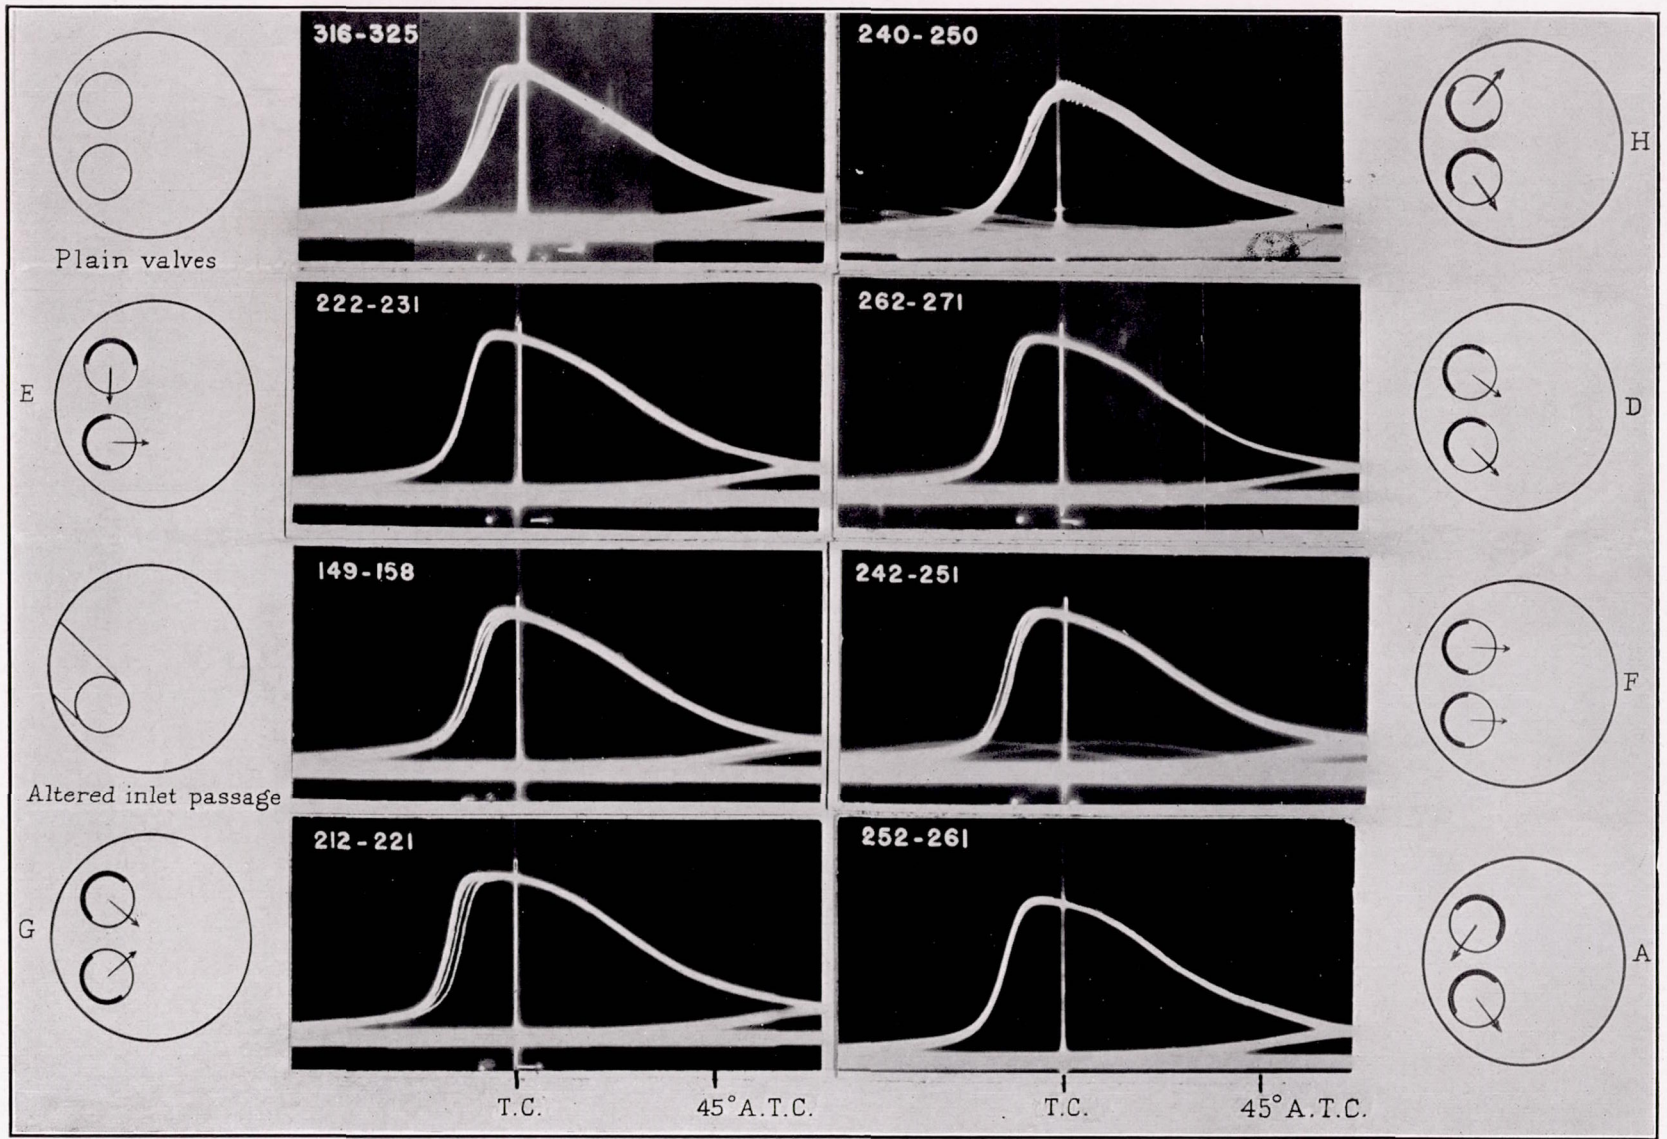 316-325
240-250
H
Plain valves
222-231
262-271
E
D
149-158
242-251
F
Altered inlet passage
212-221
252-261
G
A
T.C.
45°A.T.C.
T.C.
45°A.T.C.